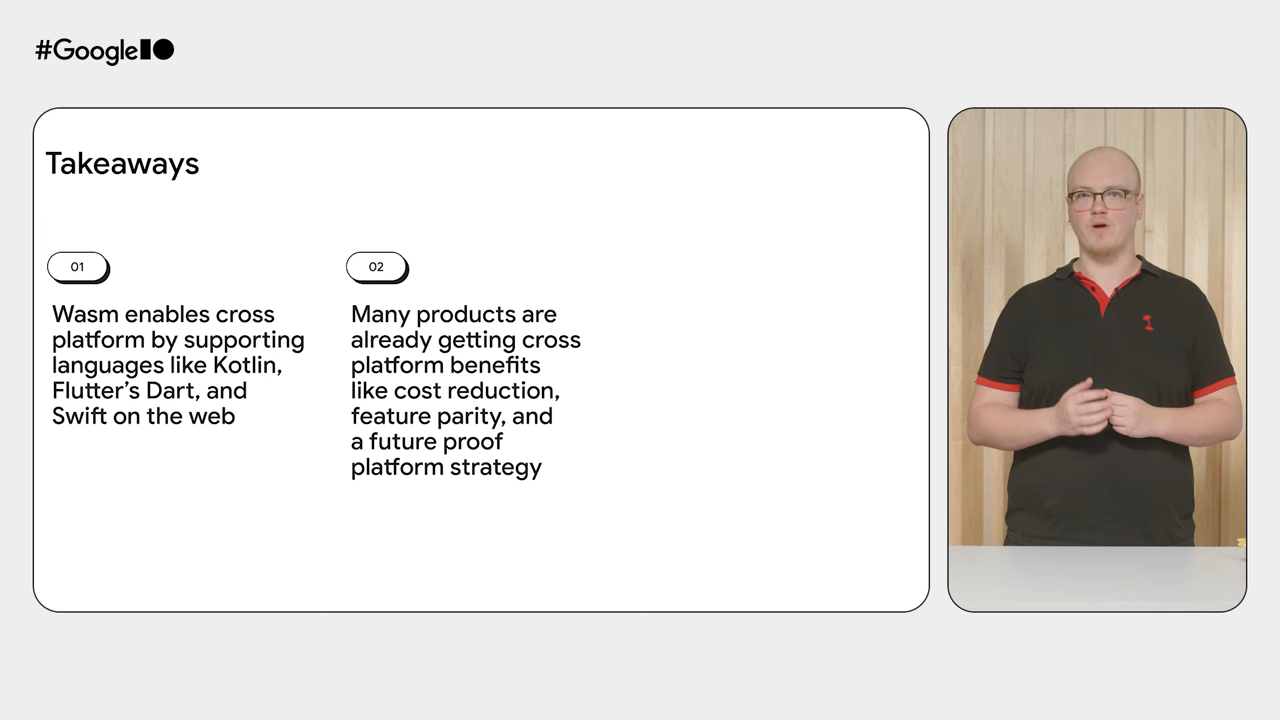 #GoogleIO
Takeaways
01
Wasm enables cross
platform by supporting
languages like Kotlin,
Flutter’s Dart, and
Swift on the web
02
Many products are
already getting cross
platform benefits
like cost reduction,
feature parity, and
a future proof
platform strategy